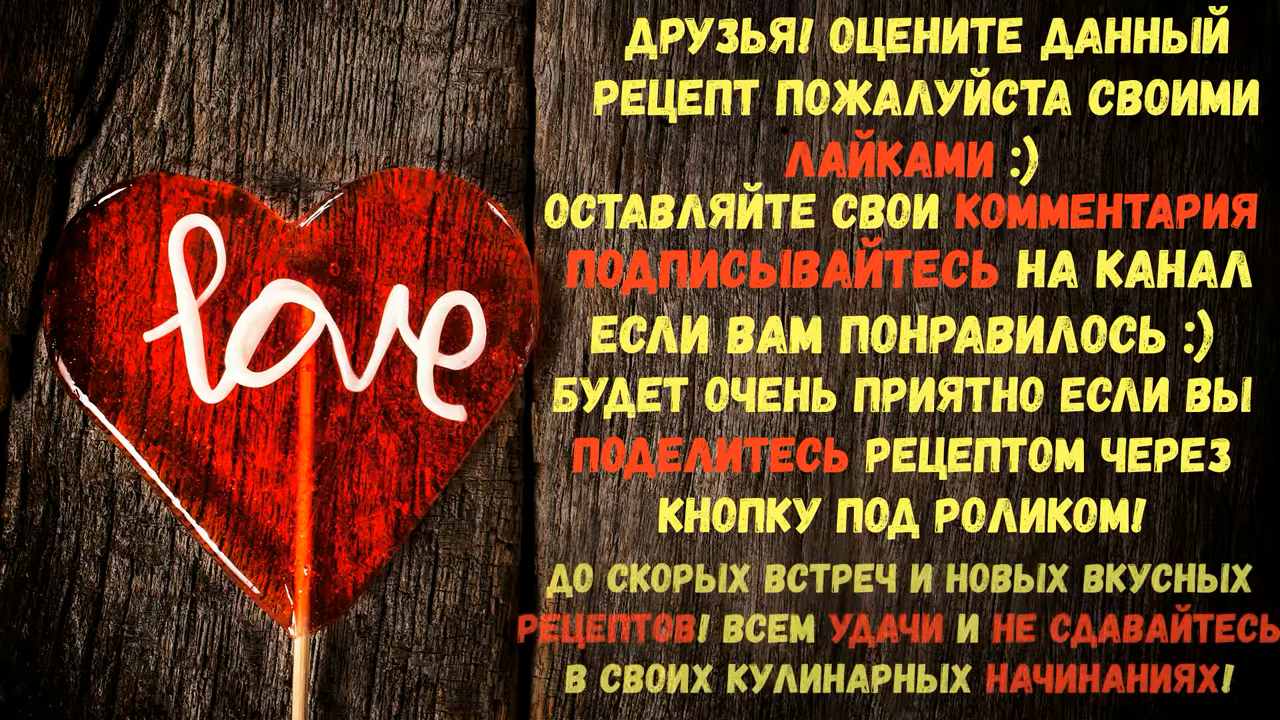 love
ДРУЗЬЯ! ОЦЕНИТЕ ДАННЫЙ
РЕЦЕПТ ПОЖАЛУЙСТА СВОИМИ
ЛАЙКАМИ :)
ОСТАВЛЯЙТЕ СВОИ КОММЕНТАРИЯ
ПОДПИСЫВАЙТЕСЬ НА КАНАЛ
ЕСЛИ ВАМ ПОНРАВИЛОСЬ :)
БУДЕТ ОЧЕНЬ ПРИЯТНО ЕСЛИ ВЫ
ПОДЕЛИТЕСЬ РЕЦЕПТОМ ЧЕРЕЗ
КНОПКУ ПОД РОЛИКОМ!
ДО СКОРЫХ ВСТРЕЧ И НОВЫХ ВКУСНЫХ
РЕЦЕПТОВ! ВСЕМ УДАЧИ И НЕ СДАВАЙТЕСЬ
В СВОИХ КУЛИНАРНЫХ НАЧИНАНИЯХ!